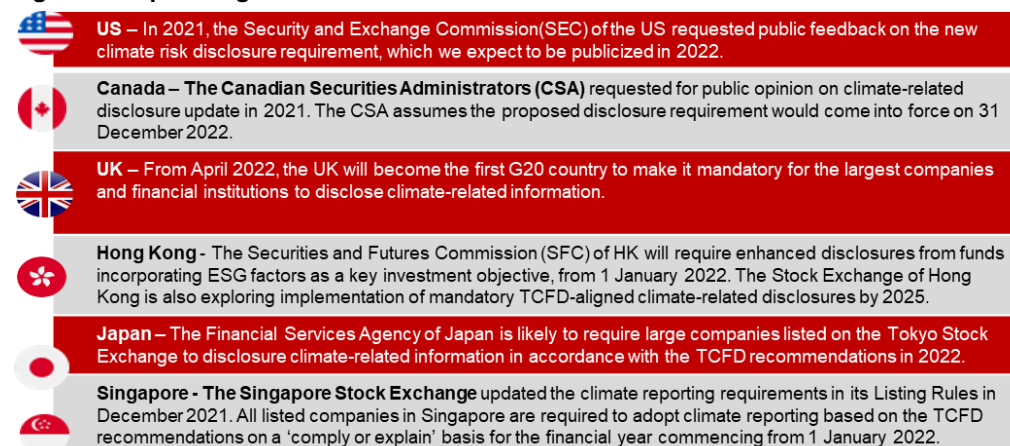 US – In 2021, the Security and Exchange Commission(SEC) of the US requested public feedback on the new
climate risk disclosure requirement, which we expect to be publicized in 2022.
Canada – The Canadian Securities Administrators (CSA) requested for public opinion on climate-related
disclosure update in 2021. The CSA assumes the proposed disclosure requirement would come into force on 31
December 2022.
UK – From April 2022, the UK will become the first G20 country to make it mandatory for the largest companies
and financial institutions to disclose climate-related information.
Hong Kong - The Securities and Futures Commission (SFC) of HK will require enhanced disclosures from funds
incorporating ESG factors as a key investment objective, from 1 January 2022. The Stock Exchange of Hong
Kong is also exploring implementation of mandatory TCFD-aligned climate-related disclosures by 2025.
Japan – The Financial Services Agency of Japan is likely to require large companies listed on the Tokyo Stock
Exchange to disclosure climate-related information in accordance with the TCFD recommendations in 2022.
Singapore - The Singapore Stock Exchange updated the climate reporting requirements in its Listing Rules in
December 2021. All listed companies in Singapore are required to adopt climate reporting based on the TCFD
recommendations on a ‘comply or explain’ basis for the financial year commencing from 1 January 2022.